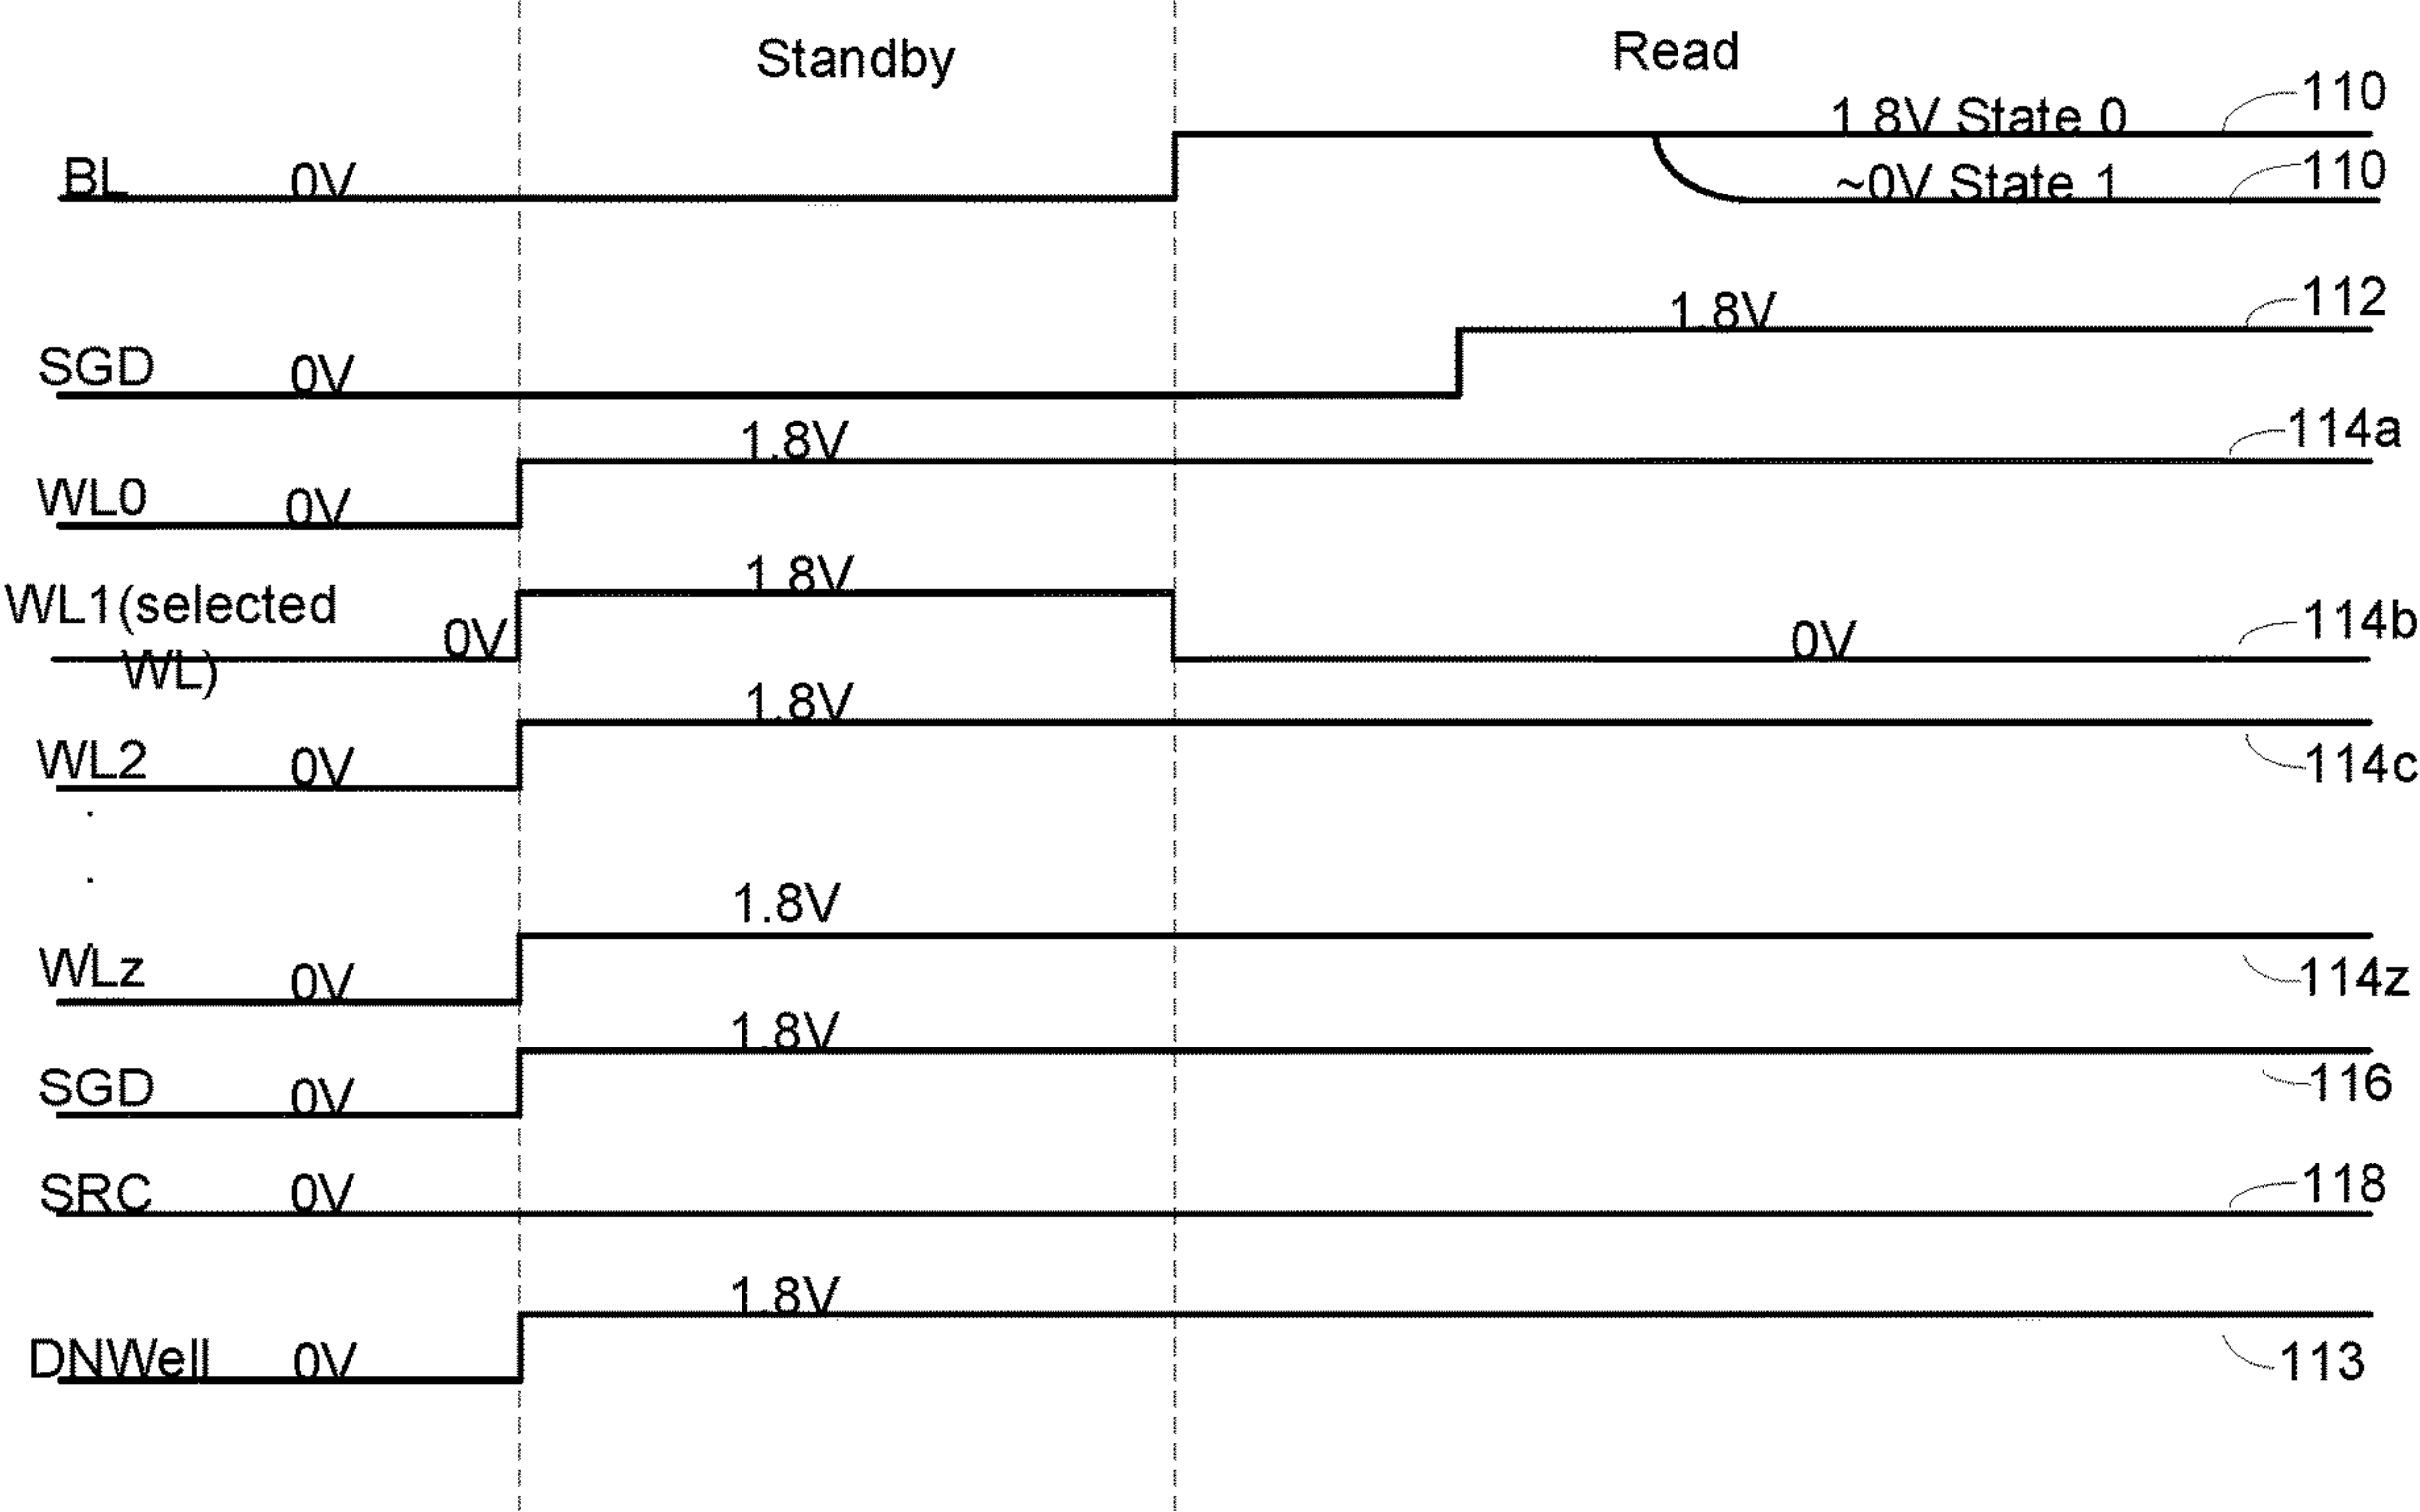 Standby
Read
1.8V State 0
110
BL
0V
~0V State 1
110
1.8V
112
SGD
0V
1.8V
114a
WL0
0V
1.8V
WL1(selected
WL)
0V
0V
114b
1.8V
WL2
0V
114c
.
.
1.8V
.
WLz
0V
114z
1.8V
SGD
0V
116
SRC
0V
118
1.8V
DNWell
0V
113